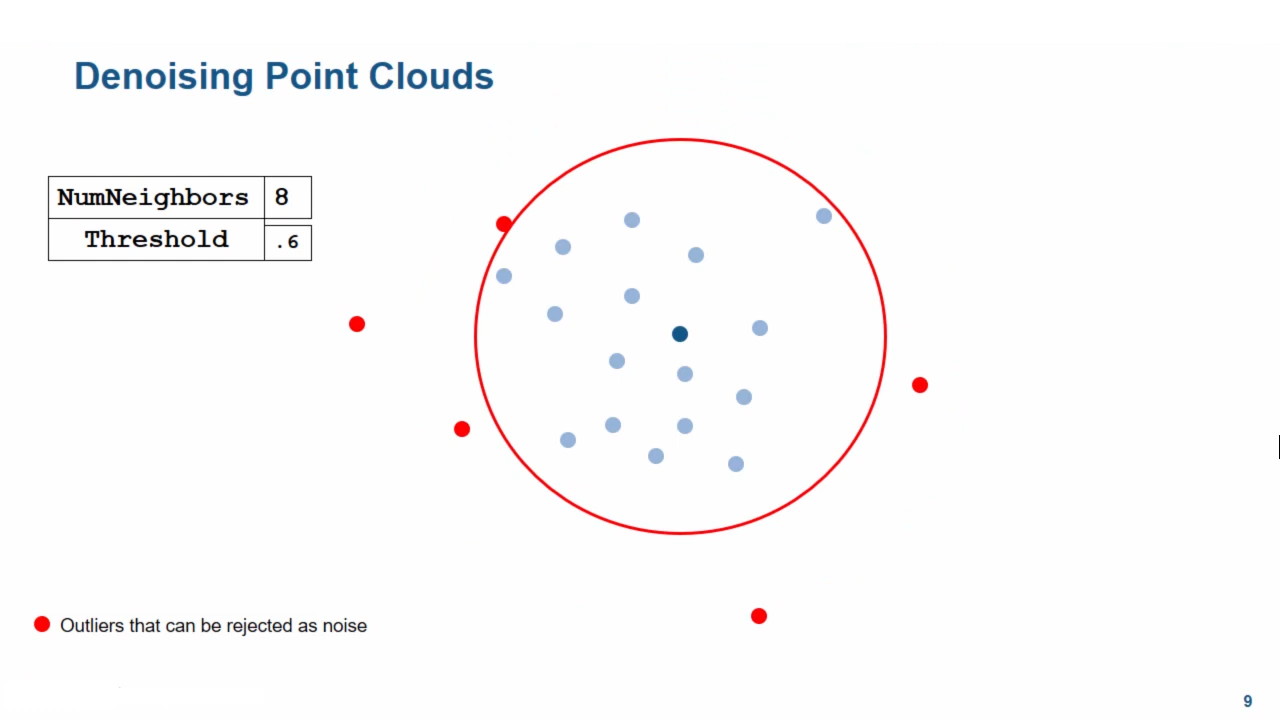 Denoising Point Clouds
NumNeighbors 8
Threshold .6
Outliers that can be rejected as noise
9